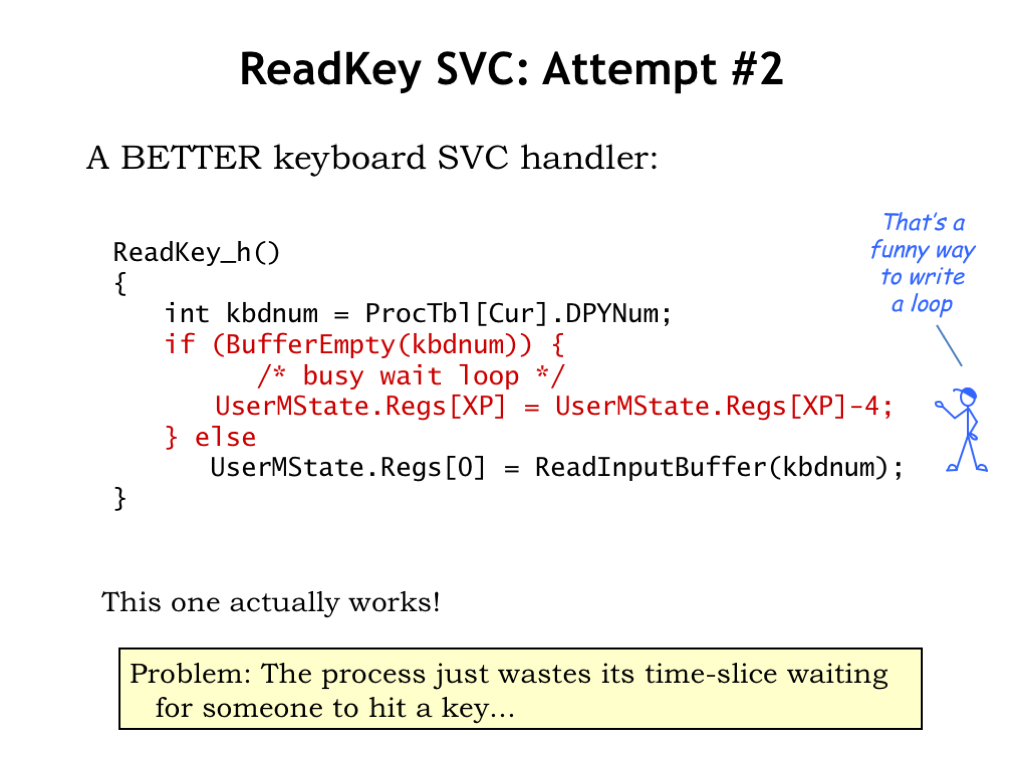 ReadKey SVC: Attempt #2
A BETTER keyboard SVC handler:
That's a
funny way
to write
a loop
ReadKey_h()
{
int kbdnum = ProcTbl[Cur].DPYNum;
if (BufferEmpty(kbdnum)) {
/* busy wait loop */
UserMState.Regs[XP] = UserMState.Regs[XP]-4;
} else
UserMState.Regs[0] = ReadInputBuffer(kbdnum);
}
This one actually works!
Problem: The process just wastes its time-slice waiting
for someone to hit a key...